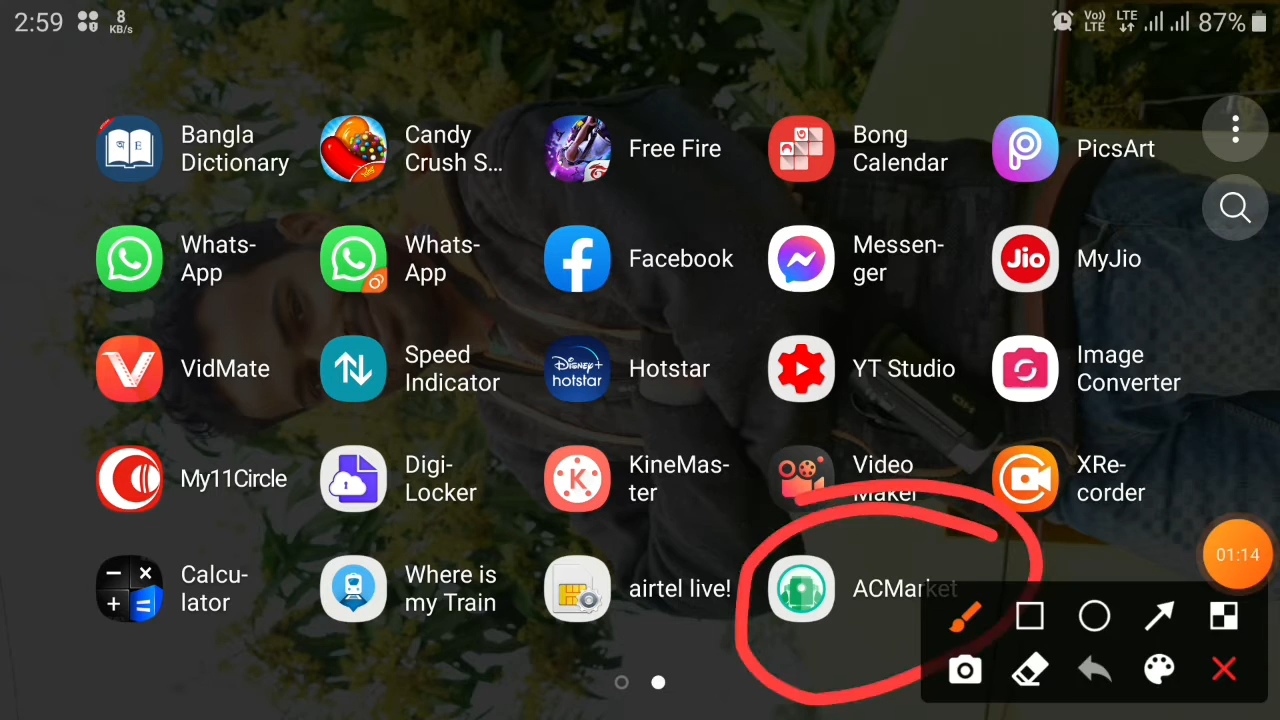 2:59 8 KB/s Vo)) LTE LTE 87%
Bangla
Dictionary
অ E
Candy
Crush S...
Free Fire
Bong
Calendar
PicsArt
Whats-
App
Whats-
App
Facebook
Messen-
ger
Jio
MyJio
VidMate
Speed
Indicator
Disney+
hotstar
Hotstar
YT Studio
Image
Converter
My11Circle
Digi-
Locker
K
KineMas-
ter
Video
Maker
XRe-
corder
01:14
Calcu-
lator
Where is
my Train
airtel live!
ACMarket